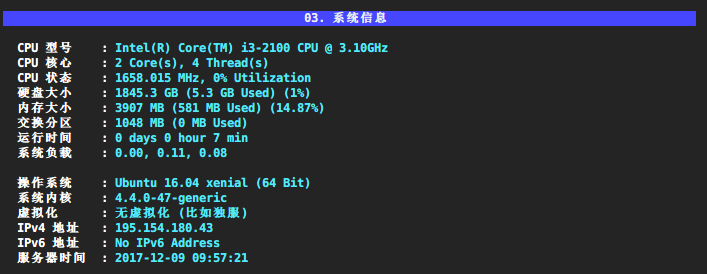 03. 系统信息
CPU 型号 : Intel(R) Core(TM) i3-2100 CPU @ 3.10GHz
CPU 核心 : 2 Core(s), 4 Thread(s)
CPU 状态 : 1658.015 MHz, 0% Utilization
硬盘大小 : 1845.3 GB (5.3 GB Used) (1%)
内存大小 : 3907 MB (581 MB Used) (14.87%)
交换分区 : 1048 MB (0 MB Used)
运行时间 : 0 days 0 hour 7 min
系统负载 : 0.00, 0.11, 0.08
操作系统 : Ubuntu 16.04 xenial (64 Bit)
系统内核 : 4.4.0-47-generic
虚拟化 : 无虚拟化 (比如独服)
IPv4 地址 : 195.154.180.43
IPv6 地址 : No IPv6 Address
服务器时间 : 2017-12-09 09:57:21